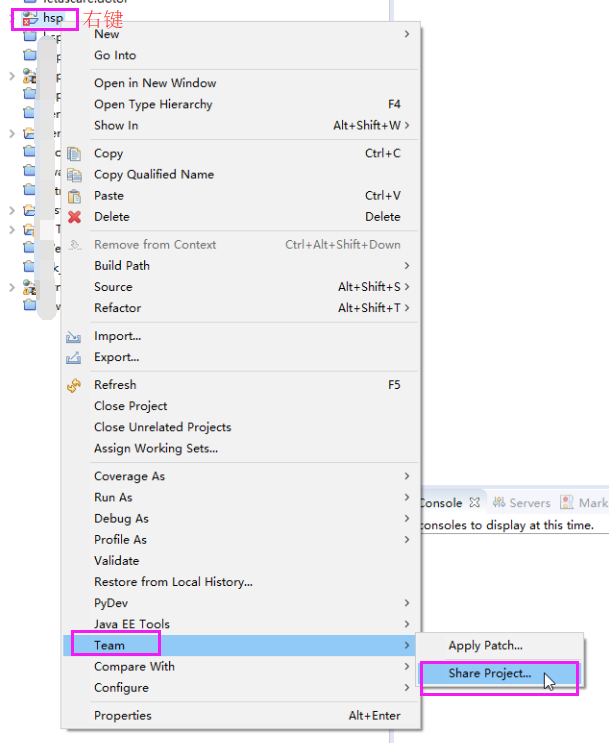 hsp 右键
New
Go Into
Open in New Window
Open Type Hierarchy F4
Show In Alt+Shift+W
Copy Ctrl+C
Copy Qualified Name
Paste Ctrl+V
Delete Delete
Remove from Context Ctrl+Alt+Shift+Down
Build Path
Source Alt+Shift+S
Refactor Alt+Shift+T
Import...
Export...
Refresh F5
Close Project
Close Unrelated Projects
Assign Working Sets...
Coverage As
Run As
Debug As
Profile As
Validate
Restore from Local History...
PyDev
Java EE Tools
Team
Compare With
Configure
Properties Alt+Enter
Console Servers Mark
consoles to display at this time.
Apply Patch...
Share Project...